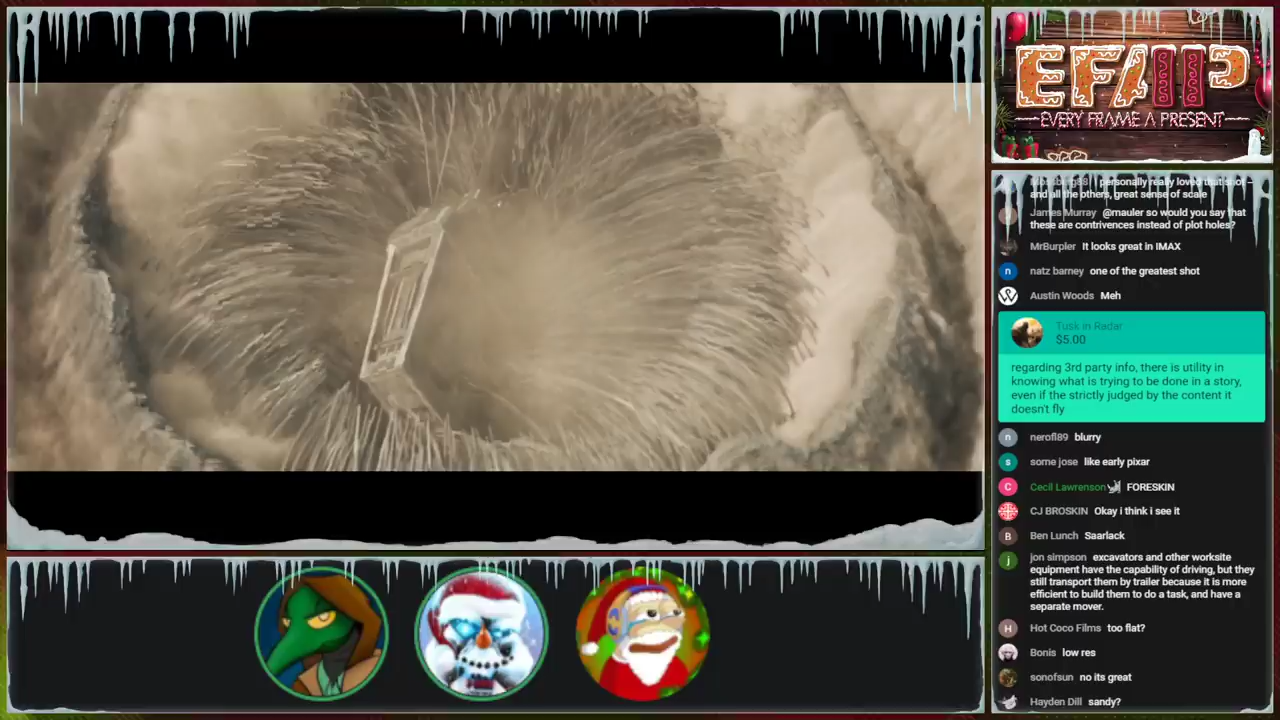 EFAP
EVERY FRAME A PRESENT
personally really loved that shot –
and all the others, great sense of scale
James Murray @mauler so would you say that
these are contrivences instead of plot holes?
MrBurpler It looks great in IMAX
natz barney one of the greatest shot
Austin Woods Meh
Tusk in Radar
$5.00
regarding 3rd party info, there is utility in
knowing what is trying to be done in a story,
even if the strictly judged by the content it
doesn't fly
nerofl89 blurry
some jose like early pixar
Cecil Lawrenson FORESKIN
CJ BROSKIN Okay i think i see it
Ben Lunch Saarlack
jon simpson excavators and other worksite
equipment have the capability of driving, but they
still transport them by trailer because it is more
efficient to build them to do a task, and have a
separate mover.
Hot Coco Films too flat?
Bonis low res
sonofsun no its great
Hayden Dill sandy?